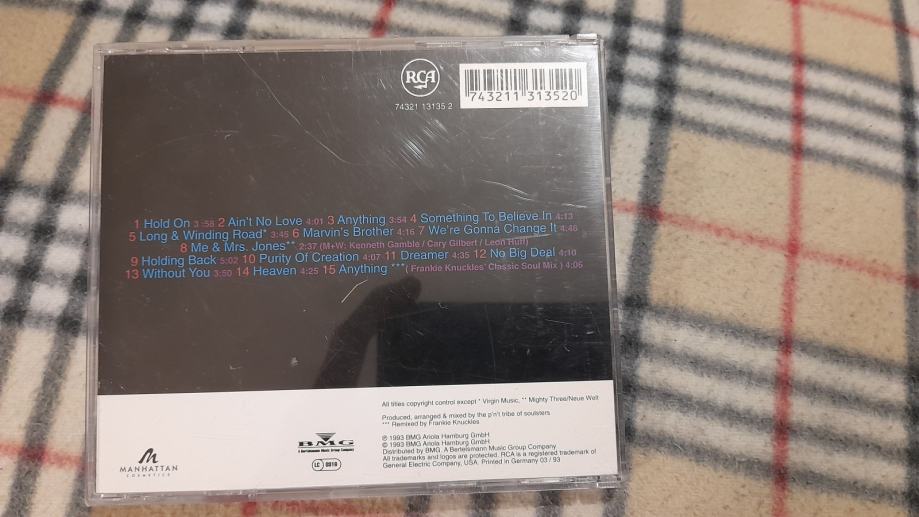 RCA
743211 313520
74321 13135 2
1 Hold On 3:58 2 Ain't No Love 4:01 3 Anything 3:54 4 Something To Believe In 4:13
5 Long & Winding Road* 3:45 6 Marvin's Brother 4:16 7 We're Gonna Change It 4:46
8 Me & Mrs. Jones** 2:37 (M+W: Kenneth Gamble / Cary Gilbert / Leon Huff)
9 Holding Back 5:02 10 Purity Of Creation 4:07 11 Dreamer 4:35 12 No Big Deal 4:10
13 Without You 3:50 14 Heaven 4:25 15 Anything ***( Frankie Knuckles' Classic Soul Mix ) 4:06
All titles copyright control except * Virgin Music, ** Mighty Three/Neue Welt
Produced, arranged & mixed by the p'n't tribe of soulsters
*** Remixed by Frankie Knuckles
℗ 1993 BMG Ariola Hamburg GmbH
© 1993 BMG Ariola Hamburg GmbH
Distributed by BMG. A Bertelsmann Music Group Company
All trademarks and logos are protected. RCA is a registered trademark of
General Electric Company, USA. Printed in Germany 03 / 93
MANHATTAN
COSMETICS
BMG
A Bertelsmann Music Group Company
LC 0316